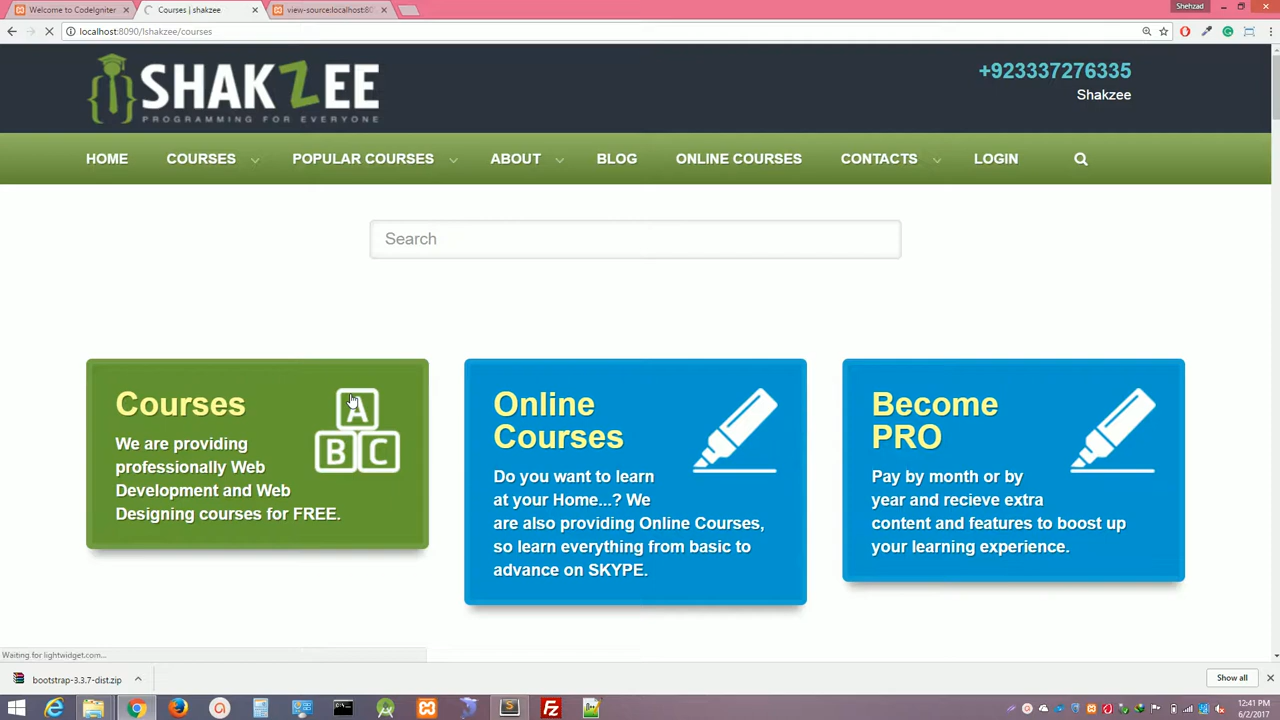 Shehzad
Welcome to CodeIgniter
Courses | shakzee
view-source:localhost:80
localhost:8090/lshakzee/courses
SHAKZEE
PROGRAMMING FOR EVERYONE
+923337276335
Shakzee
HOME COURSES POPULAR COURSES ABOUT BLOG ONLINE COURSES CONTACTS LOGIN
Search
Courses
We are providing
professionally Web
Development and Web
Designing courses for FREE.
A
B C
Online
Courses
Do you want to learn
at your Home...? We
are also providing Online Courses,
so learn everything from basic to
advance on SKYPE.
Become
PRO
Pay by month or by
year and recieve extra
content and features to boost up
your learning experience.
Waiting for lightwidget.com...
bootstrap-3.3.7-dist.zip
Show all
12:41 PM
6/2/2017